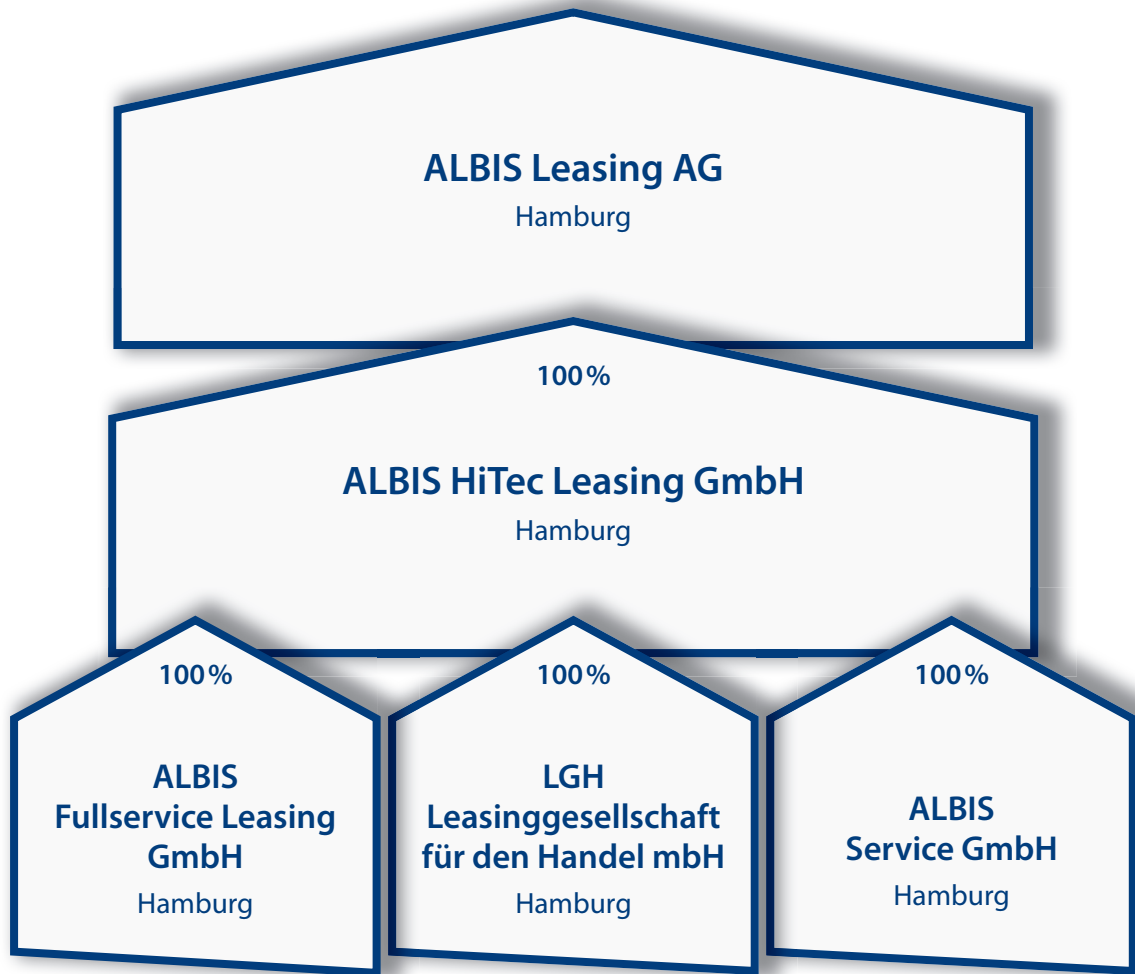 ALBIS Leasing AG
Hamburg
100 %
ALBIS HiTec Leasing GmbH
Hamburg
100 %
ALBIS
Fullservice Leasing
GmbH
Hamburg
100 %
LGH
Leasinggesellschaft
für den Handel mbH
Hamburg
100 %
ALBIS
Service GmbH
Hamburg